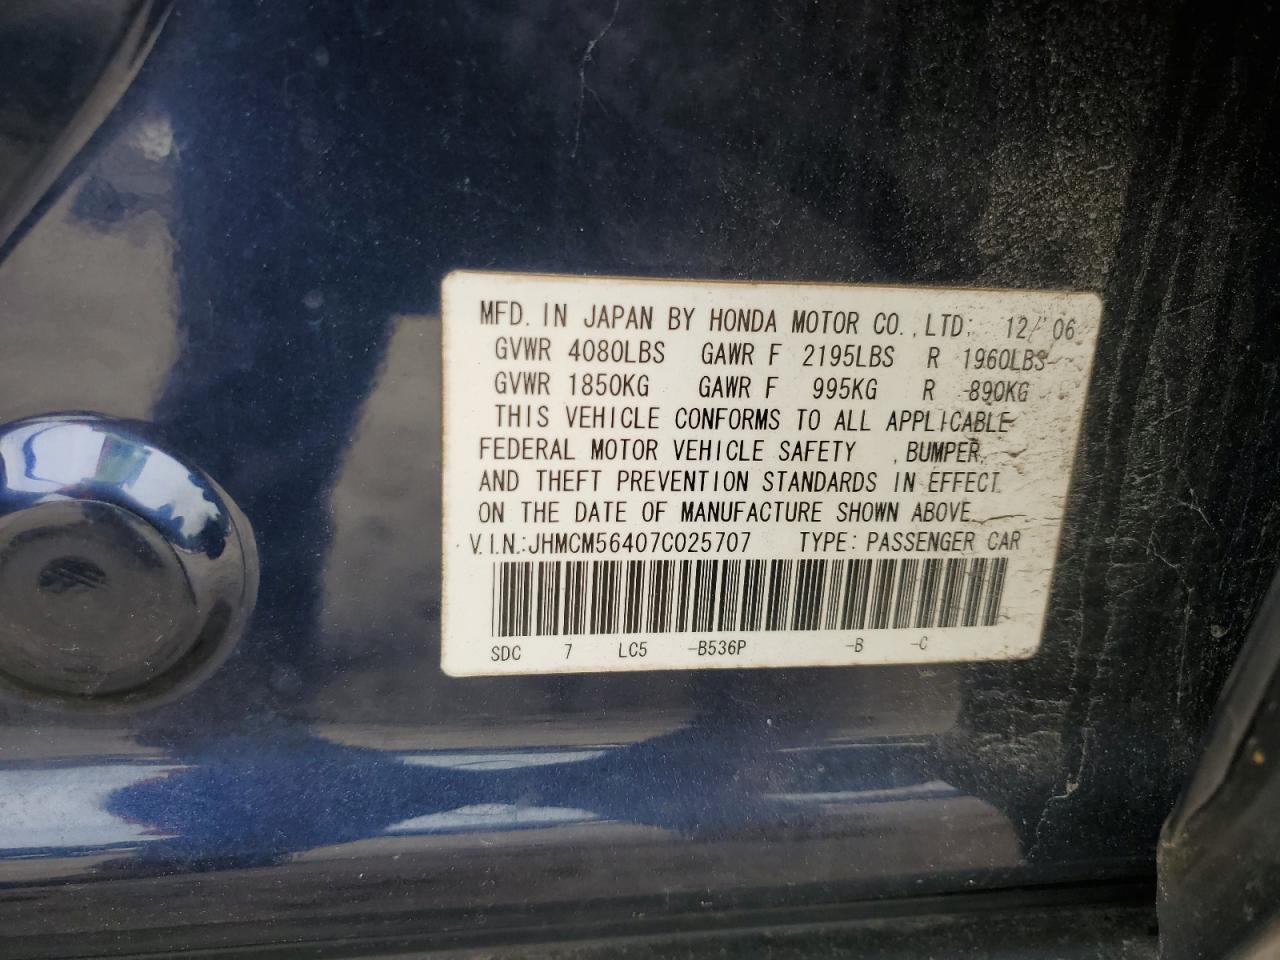 MFD. IN JAPAN BY HONDA MOTOR CO.,LTD. 12/06
GVWR 4080LBS GAWR F 2195LBS R 1960LBS
GVWR 1850KG GAWR F 995KG R 890KG
THIS VEHICLE CONFORMS TO ALL APPLICABLE
FEDERAL MOTOR VEHICLE SAFETY ,BUMPER,
AND THEFT PREVENTION STANDARDS IN EFFECT
ON THE DATE OF MANUFACTURE SHOWN ABOVE
V.I.N.:JHMCM56407C025707 TYPE:PASSENGER CAR
SDC 7 LC5 -B536P -B -C